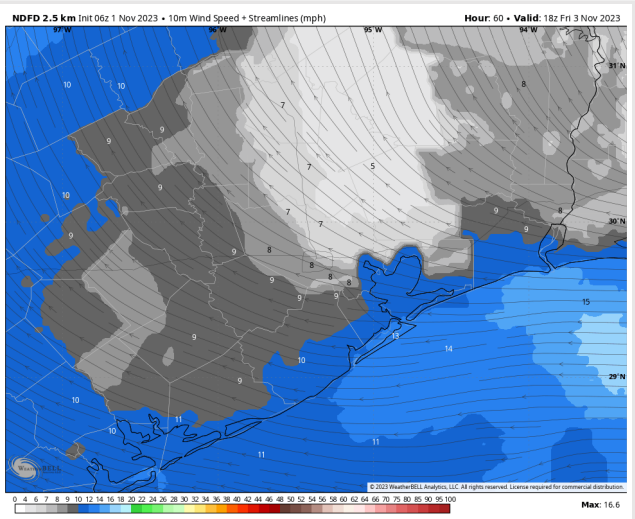 NDFD 2.5 km Init 06z 1 Nov 2023 • 10m Wind Speed + Streamlines (mph)
Hour: 60 • Valid: 18z Fri 3 Nov 2023
97°W 96°W 95°W 94°W
31°N
10 10 8
7
9
9
7 5
9
10
7 9 8
30°N
7
9
9
9 8
8
8
9 8
9 9
15
9 13
14
10
29°N
9
10
11
10
11
11
WeatherBELL
© 2023 WeatherBELL Analytics, LLC. All rights reserved. License required for commercial distribution.
0 4 6 7 8 9 10 12 14 16 18 20 22 24 26 28 30 32 34 36 38 40 42 44 46 48 50 52 54 56 58 60 65 70 75 80 85 90 95 100
Max: 16.6